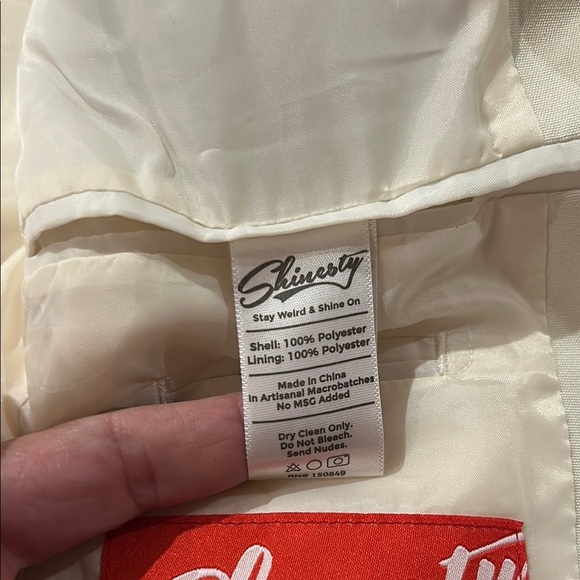 Shinesty
Stay Weird & Shine On
Shell: 100% Polyester
Lining: 100% Polyester
Made in China
in Artisanal Macrobatches
No MSG Added
Dry Clean Only.
Do Not Bleach.
Send Nudes.
RN# 150849